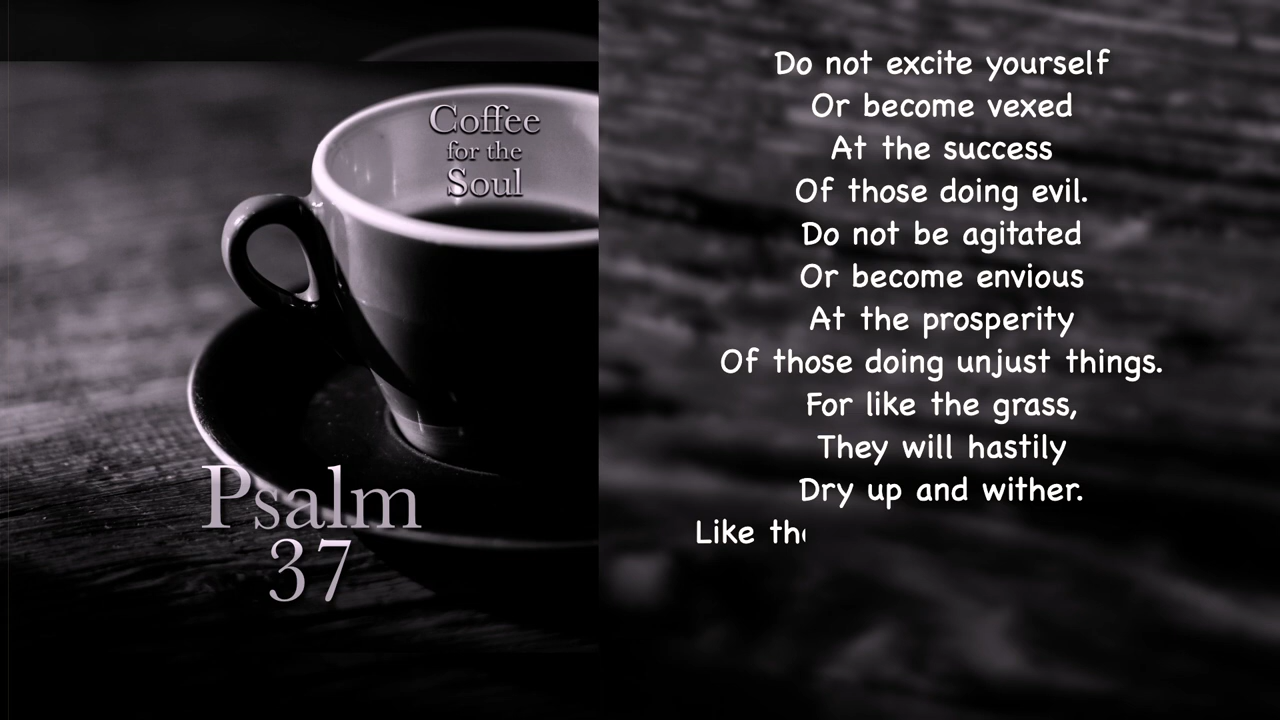 Coffee
for the
Soul
Psalm
37
Do not excite yourself
Or become vexed
At the success
Of those doing evil.
Do not be agitated
Or become envious
At the prosperity
Of those doing unjust things.
For like the grass,
They will hastily
Dry up and wither.
Like